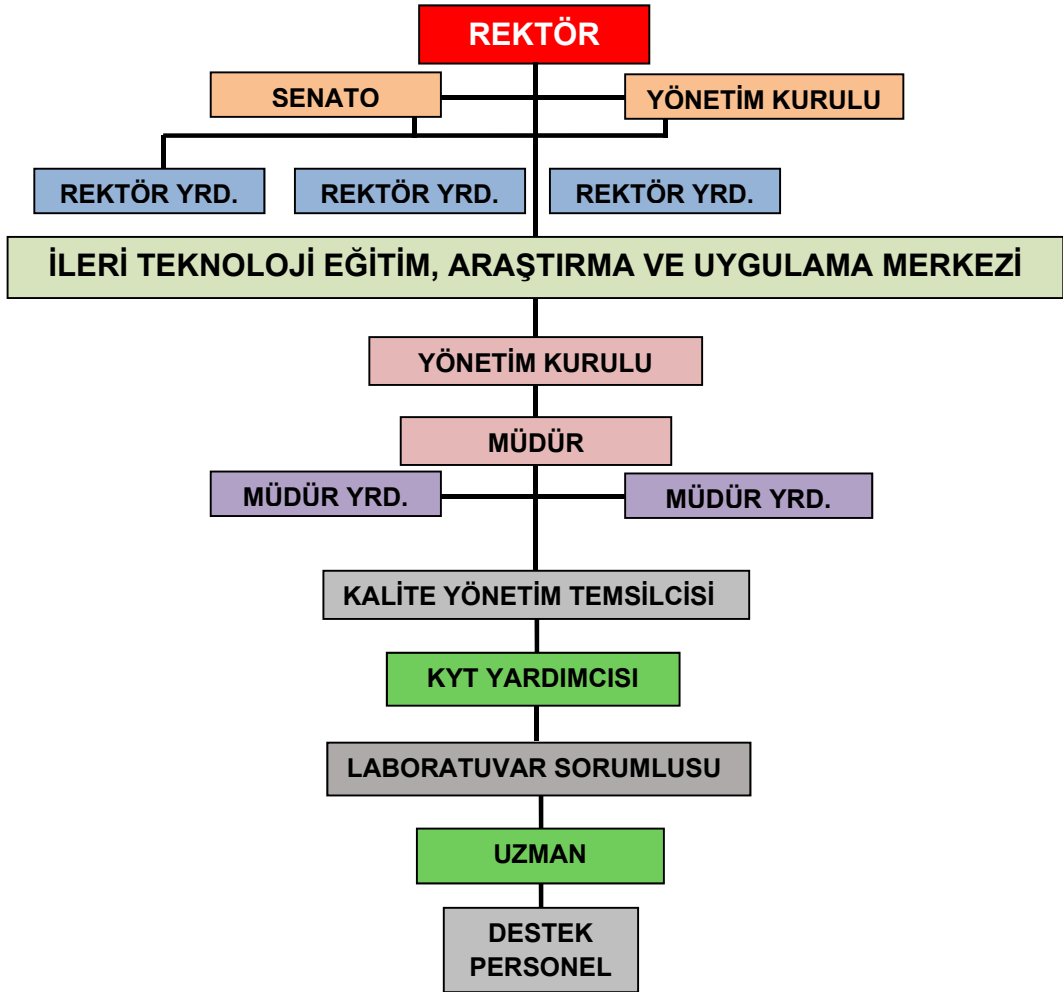 REKTÖR
SENATO
YÖNETİM KURULU
REKTÖR YRD.
REKTÖR YRD.
REKTÖR YRD.
İLERİ TEKNOLOJİ EĞİTİM, ARAŞTIRMA VE UYGULAMA MERKEZİ
YÖNETİM KURULU
MÜDÜR
MÜDÜR YRD.
MÜDÜR YRD.
KALİTE YÖNETİM TEMSİLCİSİ
KYT YARDIMCISI
LABORATUVAR SORUMLUSU
UZMAN
DESTEK
PERSONEL